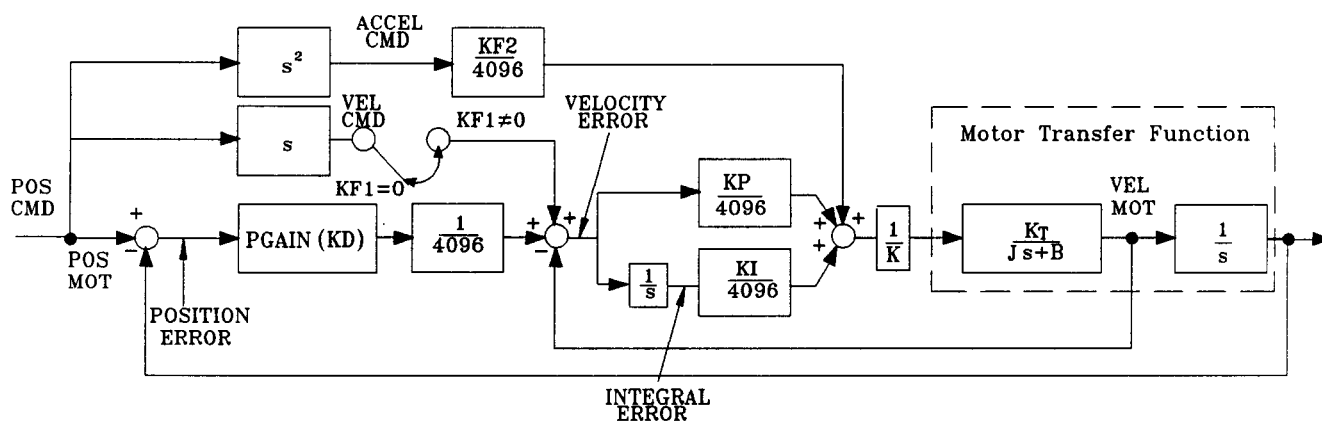 ACCEL
CMD
s²
KF2
4096
VEL
CMD
KF1≠0
VELOCITY
ERROR
s
KF1=0
Motor Transfer Function
POS
CMD
+
−
POS
MOT
PGAIN (KD)
1
4096
+
+
−
KP
4096
+
+
+
1
K
VEL
MOT
KT
Js+B
1
s
1
s
KI
4096
POSITION
ERROR
INTEGRAL
ERROR